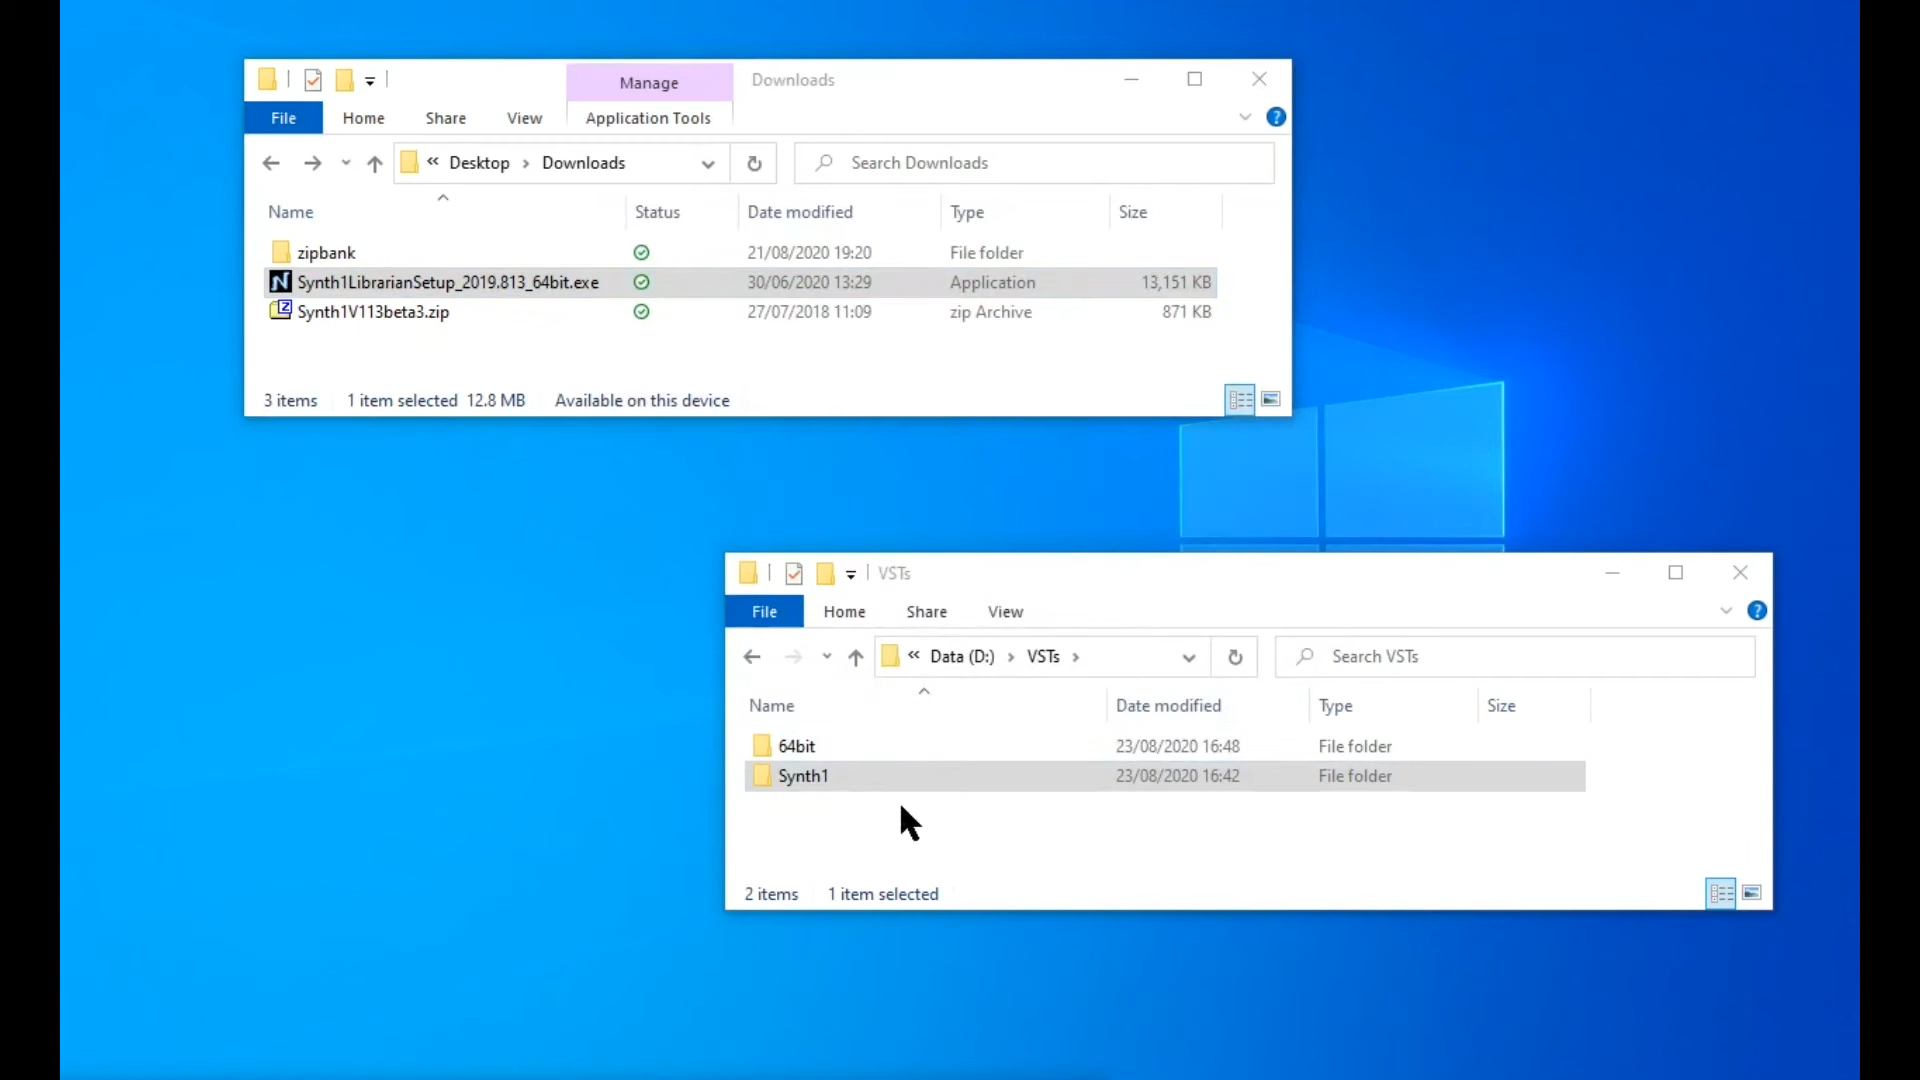 Manage
Downloads
File Home Share View Application Tools
« Desktop › Downloads
Search Downloads
Name Status Date modified Type Size
zipbank 21/08/2020 19:20 File folder
Synth1LibrarianSetup_2019.813_64bit.exe 30/06/2020 13:29 Application 13,151 KB
Synth1V113beta3.zip 27/07/2018 11:09 zip Archive 871 KB
3 items 1 item selected 12.8 MB Available on this device
VSTs
File Home Share View
« Data (D:) › VSTs ›
Search VSTs
Name Date modified Type Size
64bit 23/08/2020 16:48 File folder
Synth1 23/08/2020 16:42 File folder
2 items 1 item selected